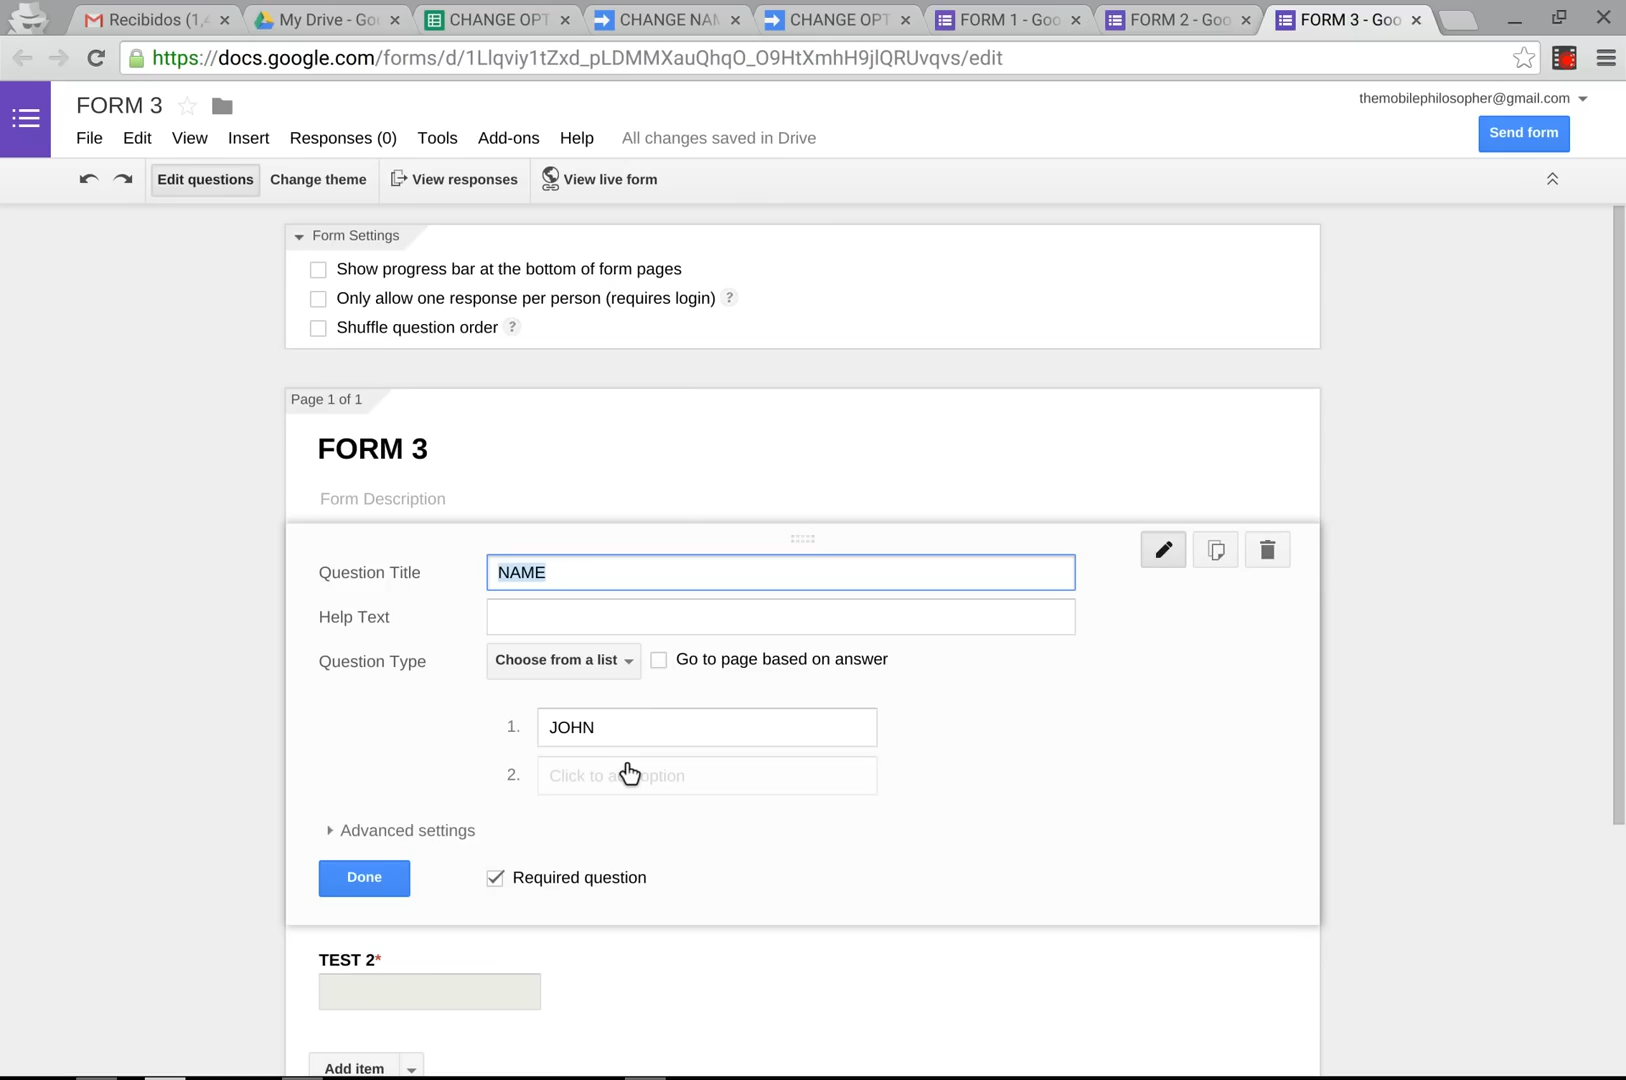 Recibidos (1,4
My Drive - Go
CHANGE OPT
CHANGE NAM
CHANGE OPT
FORM 1 - Goo
FORM 2 - Goo
FORM 3 - Goo
https://docs.google.com/forms/d/1Llqviy1tZxd_pLDMMXauQhqO_O9HtXmhH9jlQRUvqvs/edit
FORM 3
themobilephilosopher@gmail.com
File Edit View Insert Responses (0) Tools Add-ons Help All changes saved in Drive
Send form
Edit questions Change theme View responses View live form
Form Settings
Show progress bar at the bottom of form pages
Only allow one response per person (requires login) ?
Shuffle question order ?
Page 1 of 1
FORM 3
Form Description
Question Title NAME
Help Text
Question Type Choose from a list Go to page based on answer
1. JOHN
2. Click to a option
Advanced settings
Done Required question
TEST 2*
Add item